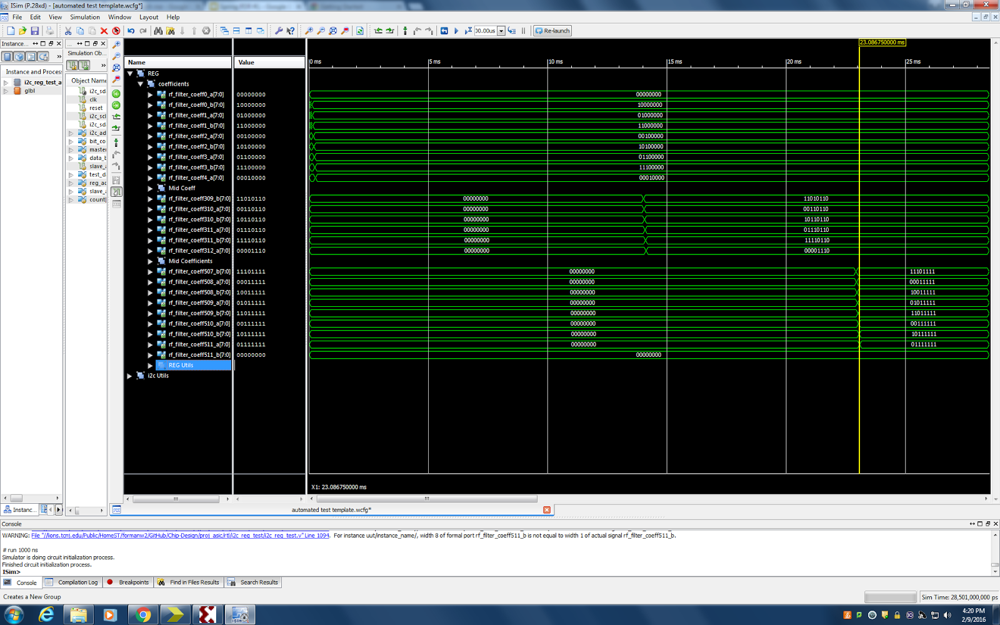 ISim (P.28xd) - [automated test template.wcfg*]
File Edit View Simulation Window Layout Help
00.00us Re-launch
Instance...
Simulation Ob...
Instance and Process
i2c_reg_test_a
glbl
Object Name
i2c_sd
clk
reset
i2c_scl
i2c_sd
i2c_ad
bit_co
master
data_b
slave_a
test_d
reg_ac
slave_
count[
Name Value
23.086750000 ms
0 ms 5 ms 10 ms 15 ms 20 ms 25 ms
REG
coefficients
rf_filter_coeff0_a[7:0] 00000000 00000000
rf_filter_coeff0_b[7:0] 10000000 10000000
rf_filter_coeff1_a[7:0] 01000000 01000000
rf_filter_coeff1_b[7:0] 11000000 11000000
rf_filter_coeff2_a[7:0] 00100000 00100000
rf_filter_coeff2_b[7:0] 10100000 10100000
rf_filter_coeff3_a[7:0] 01100000 01100000
rf_filter_coeff3_b[7:0] 11100000 11100000
rf_filter_coeff4_a[7:0] 00010000 00010000
Mid Coeff
rf_filter_coeff309_b[7:0] 11010110 00000000 11010110
rf_filter_coeff310_a[7:0] 00110110 00000000 00110110
rf_filter_coeff310_b[7:0] 10110110 00000000 10110110
rf_filter_coeff311_a[7:0] 01110110 00000000 01110110
rf_filter_coeff311_b[7:0] 11110110 00000000 11110110
rf_filter_coeff312_a[7:0] 00001110 00000000 00001110
Mid Coefficients
rf_filter_coeff507_b[7:0] 11101111 00000000 11101111
rf_filter_coeff508_a[7:0] 00011111 00000000 00011111
rf_filter_coeff508_b[7:0] 10011111 00000000 10011111
rf_filter_coeff509_a[7:0] 01011111 00000000 01011111
rf_filter_coeff509_b[7:0] 11011111 00000000 11011111
rf_filter_coeff510_a[7:0] 00111111 00000000 00111111
rf_filter_coeff510_b[7:0] 10111111 00000000 10111111
rf_filter_coeff511_a[7:0] 01111111 00000000 01111111
rf_filter_coeff511_b[7:0] 00000000 00000000
REG Utils
i2c Utils
X1: 23.086750000 ms
Instanc...
automated test template.wcfg*
Console
WARNING: File "//lions.tcnj.edu/Public/HomeST/formanw2/GitHub/Chip-Design/proj_asic/rtl/i2c_reg_test/i2c_reg_test.v" Line 1094. For instance uut/instance_name/, width 8 of formal port rf_filter_coeff511_b is not equal to width 1 of actual signal rf_filter_coeff511_b.
# run 1000 ns
Simulator is doing circuit initialization process.
Finished circuit initialization process.
ISim>
Console Compilation Log Breakpoints Find in Files Results Search Results
Creates a New Group
Sim Time: 28,501,000,000 ps
4:20 PM
2/9/2016